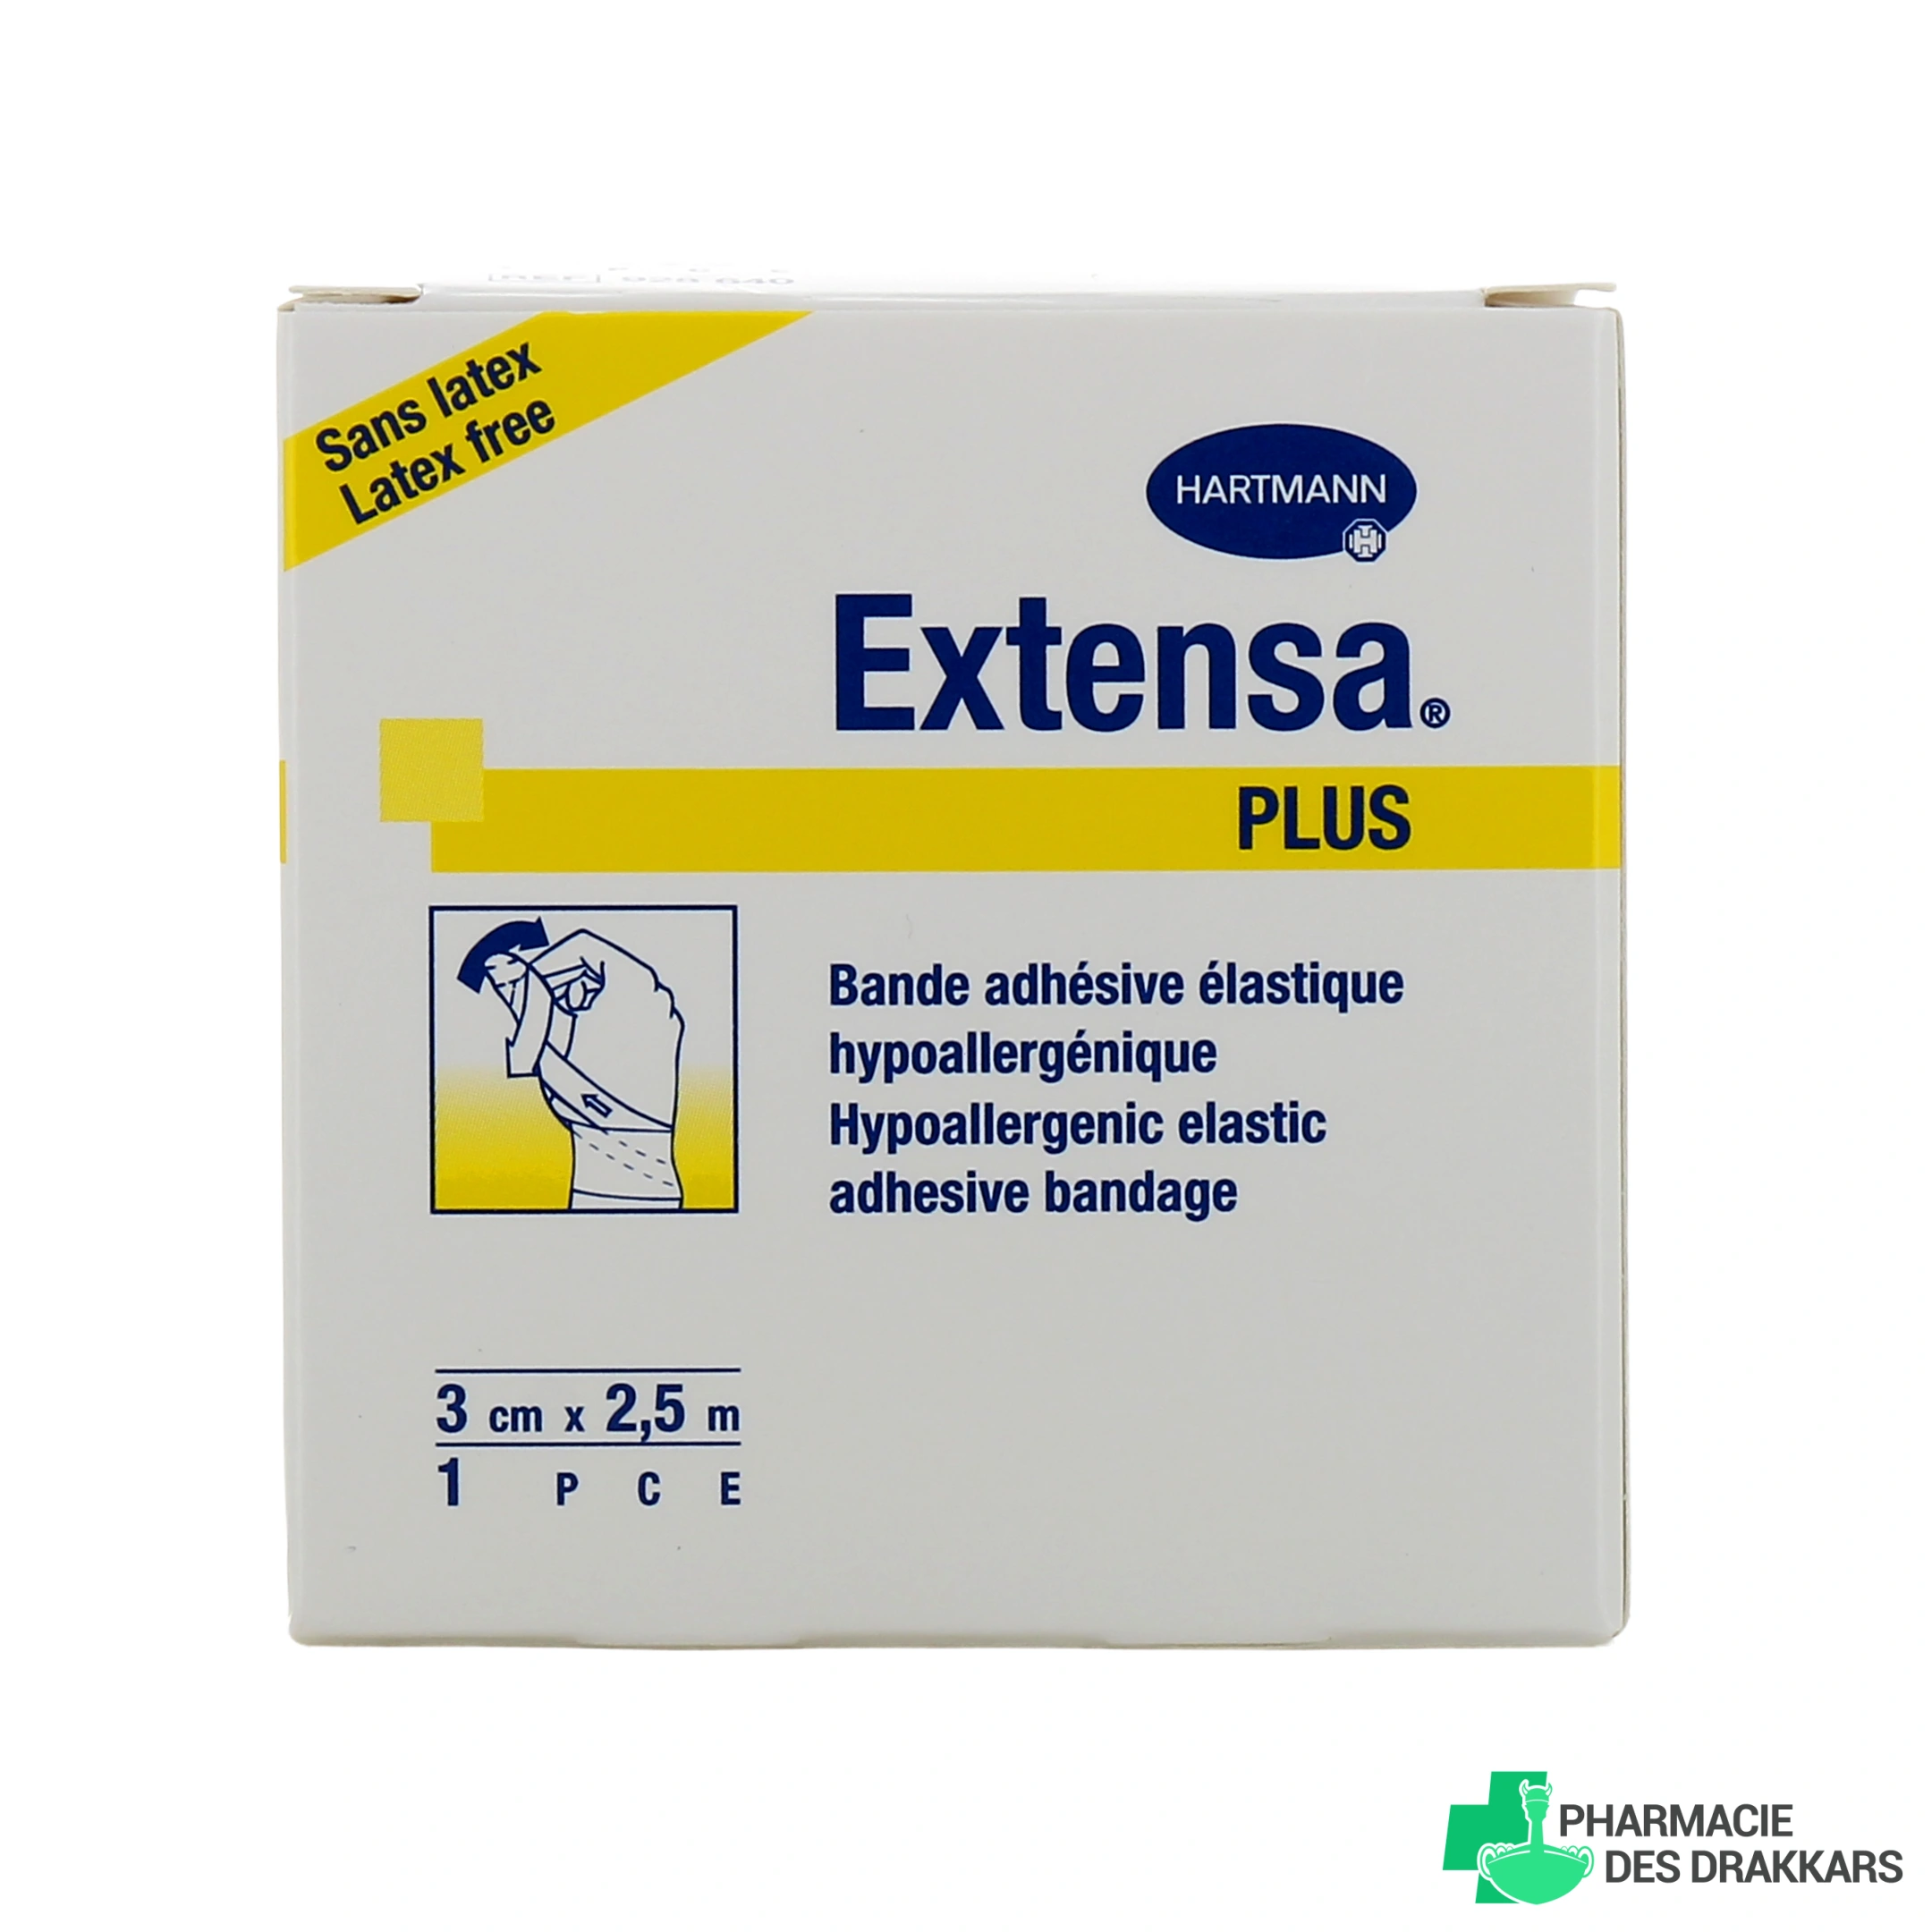 Sans latex
Latex free
HARTMANN
Extensa®
PLUS
Bande adhésive élastique
hypoallergénique
Hypoallergenic elastic
adhesive bandage
3 cm x 2,5 m
1 P C E
PHARMACIE
DES DRAKKARS